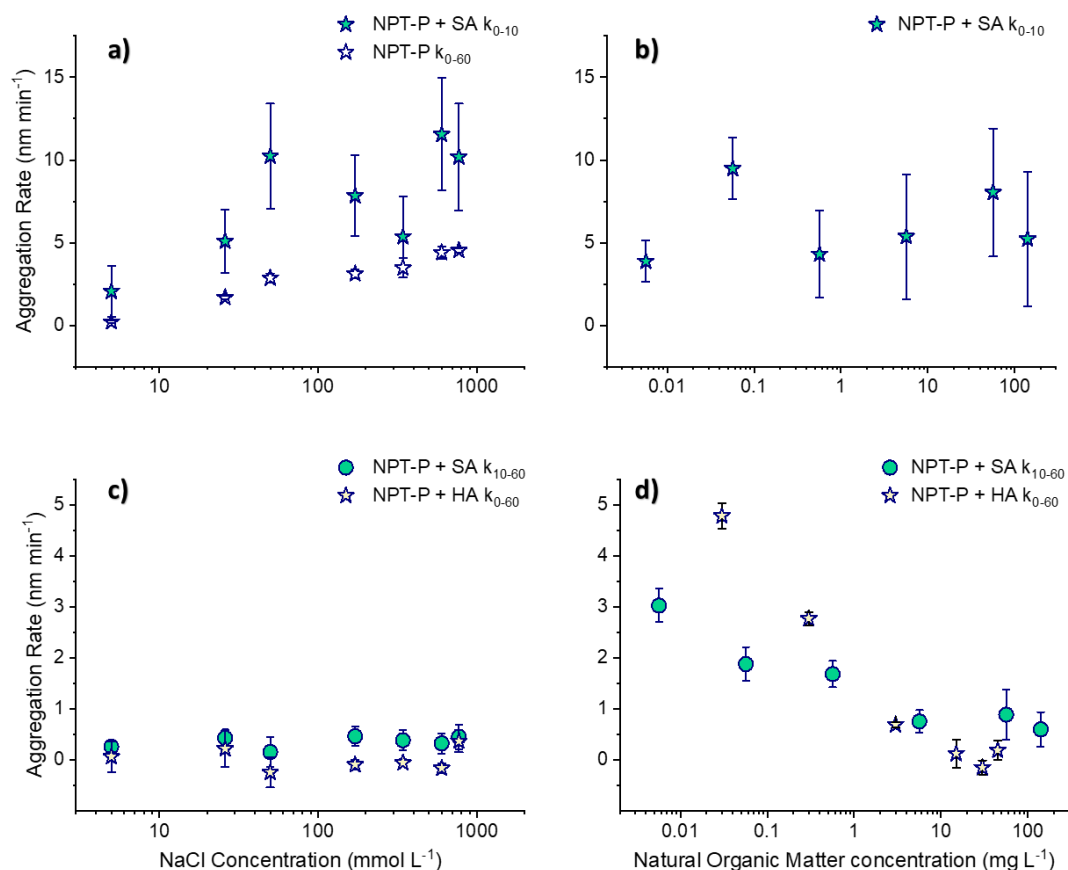 NPT-P + SA k0-10
NPT-P k0-60
a)
15
10
5
0
Aggregation Rate (nm min-1)
10
100
1000
NPT-P + SA k0-10
b)
15
10
5
0
0.01
0.1
1
10
100
NPT-P + SA k10-60
NPT-P + HA k0-60
c)
5
4
3
2
1
0
Aggregation Rate (nm min-1)
10
100
1000
NaCl Concentration (mmol L-1)
NPT-P + SA k10-60
NPT-P + HA k0-60
d)
5
4
3
2
1
0
0.01
0.1
1
10
100
Natural Organic Matter concentration (mg L-1)